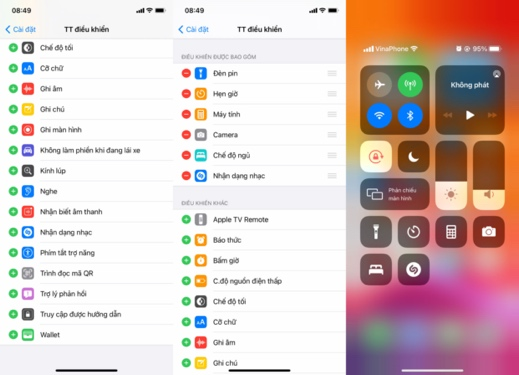 08:49
Cài đặt
TT điều khiển
Chế độ tối
Cỡ chữ
Ghi âm
Ghi chú
Ghi màn hình
Không làm phiền khi đang lái xe
Kính lúp
Nghe
Nhận biết âm thanh
Nhận dạng nhạc
Phím tắt trợ năng
Trình đọc mã QR
Trợ lý phản hồi
Truy cập được hướng dẫn
Wallet
08:49
Cài đặt
TT điều khiển
ĐIỀU KHIỂN ĐƯỢC BAO GỒM
Đèn pin
Hẹn giờ
Máy tính
Camera
Chế độ ngủ
Nhận dạng nhạc
ĐIỀU KHIỂN KHÁC
Apple TV Remote
Báo thức
Bấm giờ
C.độ nguồn điện thấp
Chế độ tối
Cỡ chữ
Ghi âm
Ghi chú
VinaPhone
95%
Không phát
Phản chiếu
màn hình